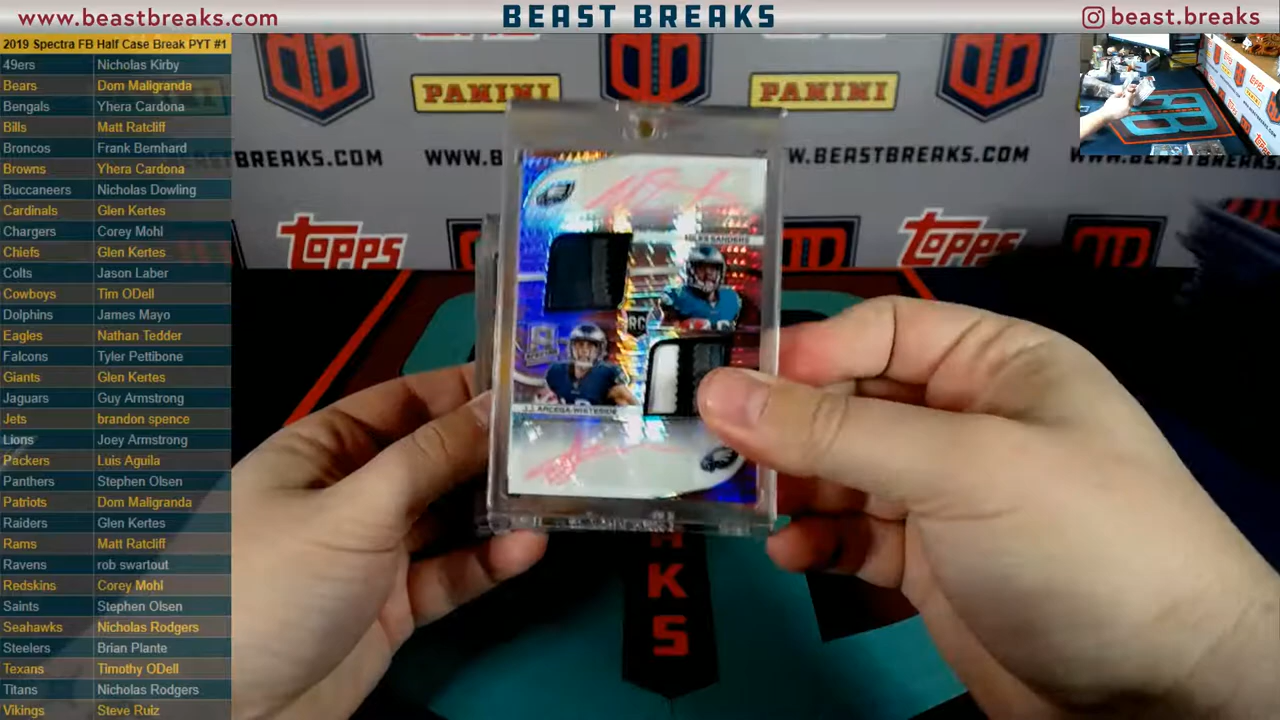 www.beastbreaks.com
BEAST BREAKS
beast.breaks
2019 Spectra FB Half Case Break PYT #1
49ers Nicholas Kirby
Bears Dom Maligranda
Bengals Yhera Cardona
Bills Matt Ratcliff
Broncos Frank Bernhard
Browns Yhera Cardona
Buccaneers Nicholas Dowling
Cardinals Glen Kertes
Chargers Corey Mohl
Chiefs Glen Kertes
Colts Jason Laber
Cowboys Tim ODell
Dolphins James Mayo
Eagles Nathan Tedder
Falcons Tyler Pettibone
Giants Glen Kertes
Jaguars Guy Armstrong
Jets brandon spence
Lions Joey Armstrong
Packers Luis Aguila
Panthers Stephen Olsen
Patriots Dom Maligranda
Raiders Glen Kertes
Rams Matt Ratcliff
Ravens rob swartout
Redskins Corey Mohl
Saints Stephen Olsen
Seahawks Nicholas Rodgers
Steelers Brian Plante
Texans Timothy ODell
Titans Nicholas Rodgers
Vikings Steve Ruiz
PANINI
PANINI
BREAKS.COM
WWW.B
W.BEASTBREAKS.COM
WWW.BEASTBREAKS
TOPPS
TOPPS
MILES SANDERS
RC
J.J. ARCEGA-WHITESIDE
KS